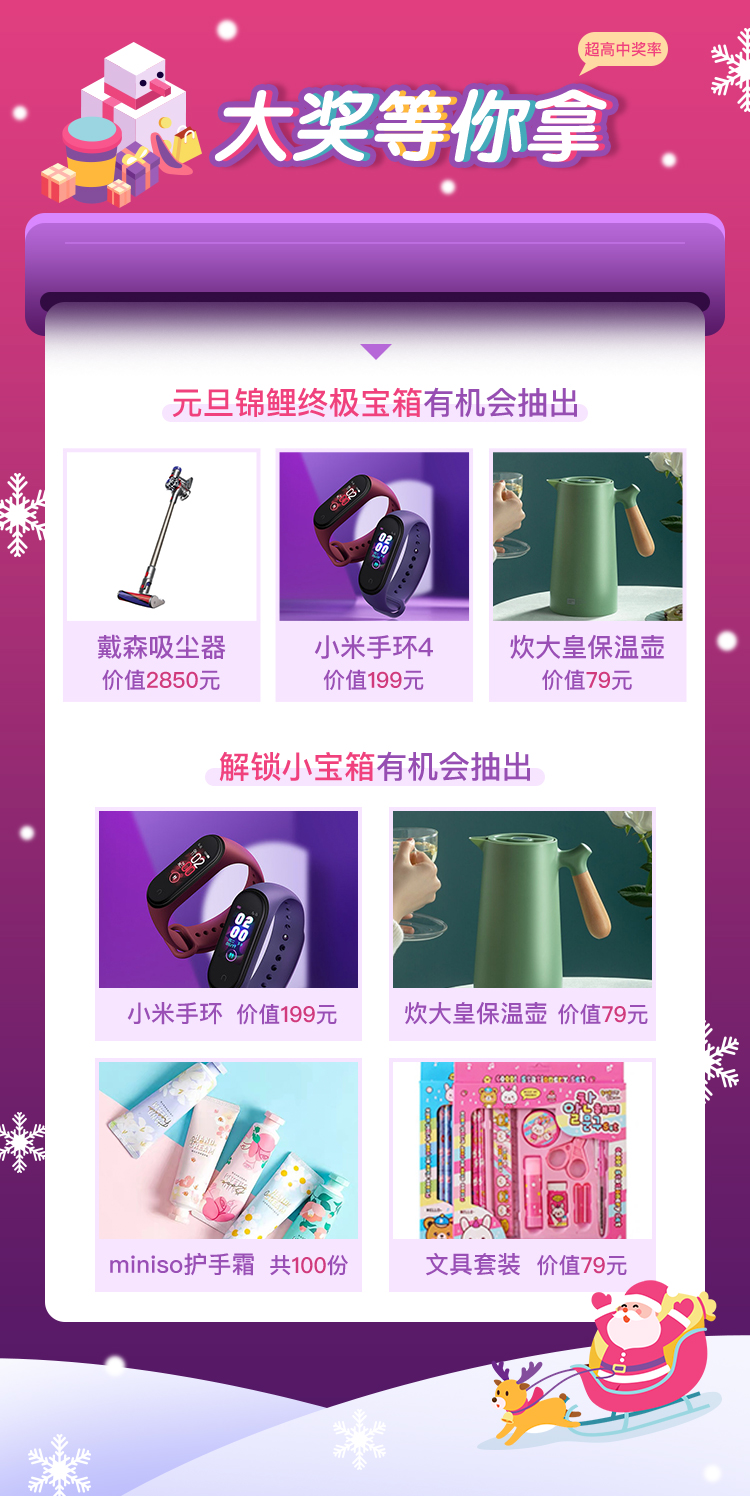 超高中奖率
大奖等你拿
元旦锦鲤终极宝箱有机会抽出
戴森吸尘器
价值2850元
小米手环4
价值199元
炊大皇保温壶
价值79元
解锁小宝箱有机会抽出
小米手环 价值199元
炊大皇保温壶 价值79元
miniso护手霜 共100份
文具套装 价值79元